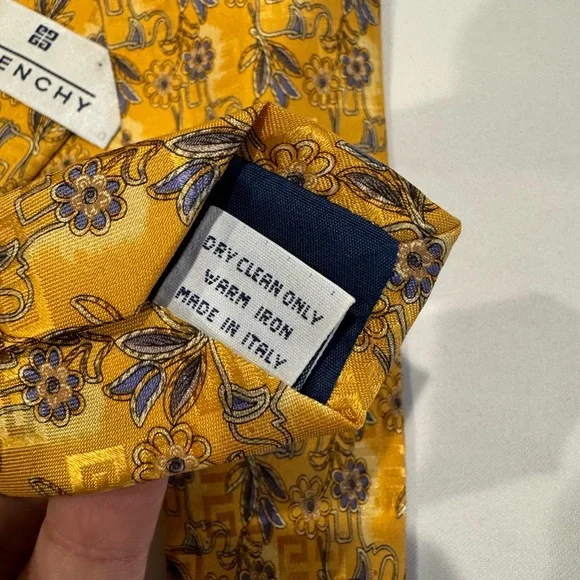 ENCHY
DRY CLEAN ONLY
WARM IRON
MADE IN ITALY